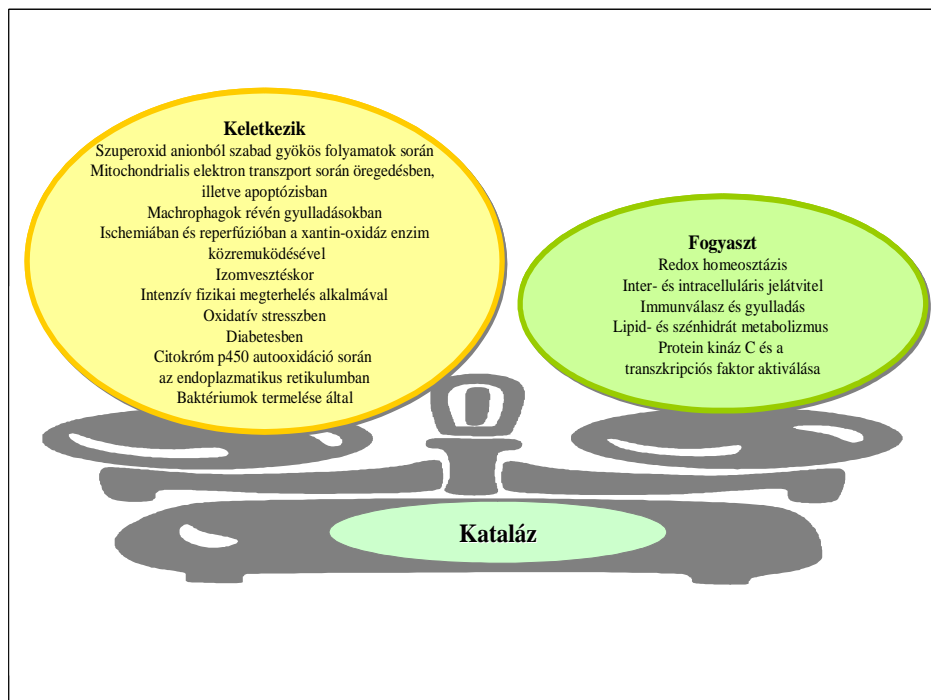 Keletkezik
Szuperoxid anionból szabad gyökös folyamatok során
Mitochondrialis elektron transzport során öregedésben,
illetve apoptózisban
Machrophagok révén gyulladásokban
Ischemiában és reperfúzióban a xantin-oxidáz enzim
közremuködésével
Izomvesztéskor
Intenzív fizikai megterhelés alkalmával
Oxidatív stresszben
Diabetesben
Citokróm p450 autooxidáció során
az endoplazmatikus retikulumban
Baktériumok termelése által
Fogyaszt
Redox homeosztázis
Inter- és intracelluláris jelátvitel
Immunválasz és gyulladás
Lipid- és szénhidrát metabolizmus
Protein kináz C és a
transzkripciós faktor aktiválása
Kataláz